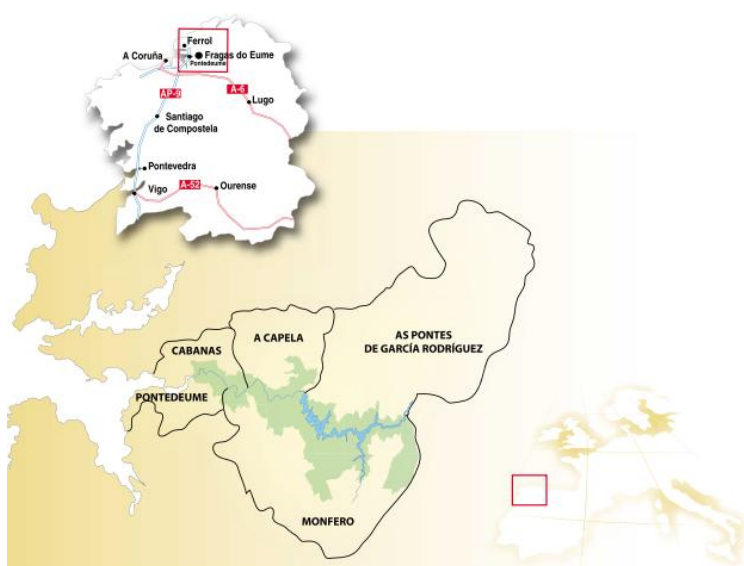 Ferrol
A Coruña
Fragas do Eume
Pontedeume
AP-9
A-6
Lugo
Santiago
de Compostela
Pontevedra
Vigo
A-52
Ourense
A CAPELA
AS PONTES
DE GARCÍA RODRÍGUEZ
CABANAS
PONTEDEUME
MONFERO